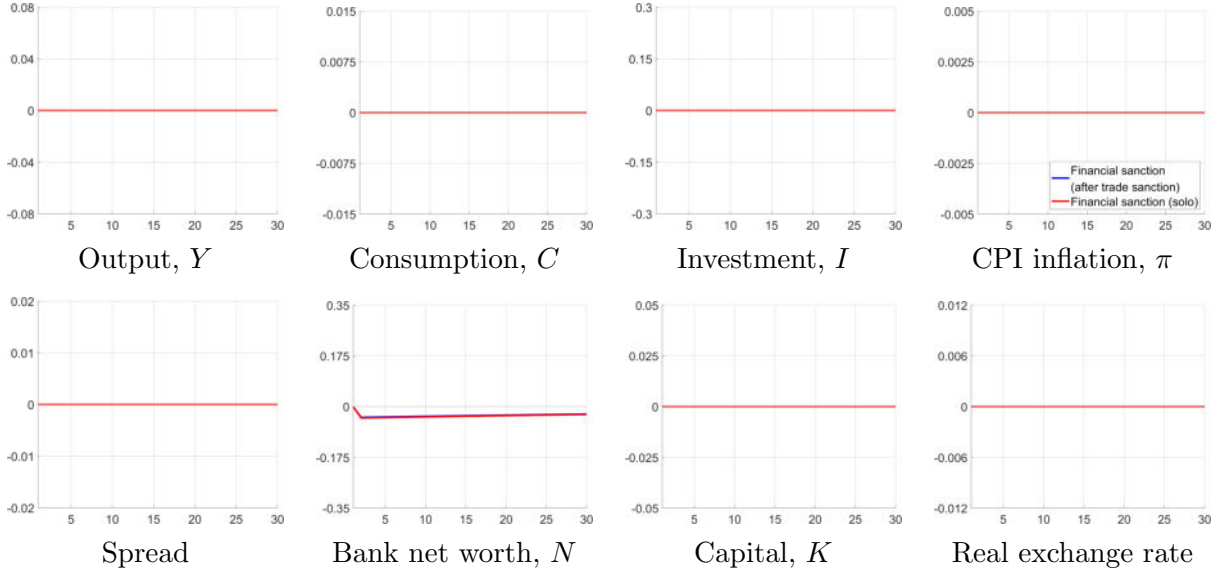 0.08
0.04
0
-0.04
-0.08
5 10 15 20 25 30
Output, Y
0.015
0.0075
0
-0.0075
-0.015
5 10 15 20 25 30
Consumption, C
0.3
0.15
0
-0.15
-0.3
5 10 15 20 25 30
Investment, I
0.005
0.0025
0
-0.0025
-0.005
5 10 15 20 25 30
Financial sanction
(after trade sanction)
Financial sanction (solo)
CPI inflation, π
0.02
0.01
0
-0.01
-0.02
5 10 15 20 25 30
Spread
0.35
0.175
0
-0.175
-0.35
5 10 15 20 25 30
Bank net worth, N
0.05
0.025
0
-0.025
-0.05
5 10 15 20 25 30
Capital, K
0.012
0.006
0
-0.006
-0.012
5 10 15 20 25 30
Real exchange rate